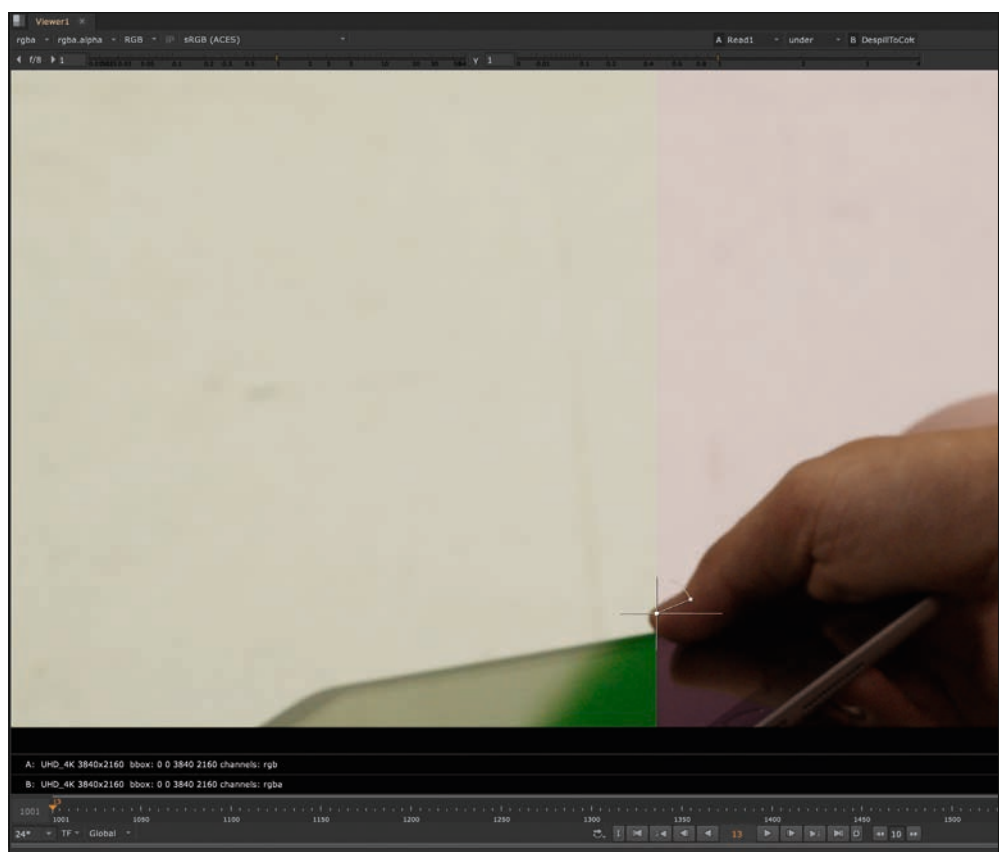 Viewer1
rgba rgba.alpha RGB sRGB (ACES) A Read1 under B DespillToColc
f/8 1 Y 1
A: UHD_4K 3840x2160 bbox: 0 0 3840 2160 channels: rgb
B: UHD_4K 3840x2160 bbox: 0 0 3840 2160 channels: rgba
13
1001 1001 1050 1100 1150 1200 1250 1300 1350 1400 1450 1500
24* TF Global 13 10